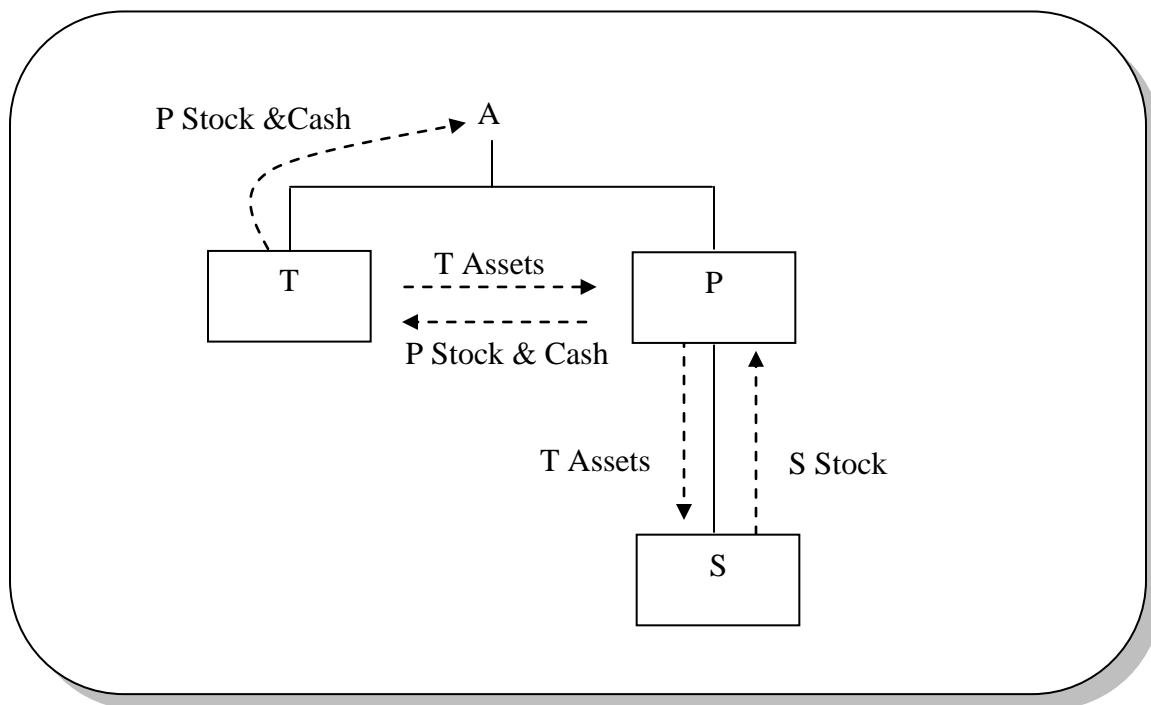 A
P Stock &Cash
T
T Assets
P
P Stock & Cash
T Assets
S Stock
S